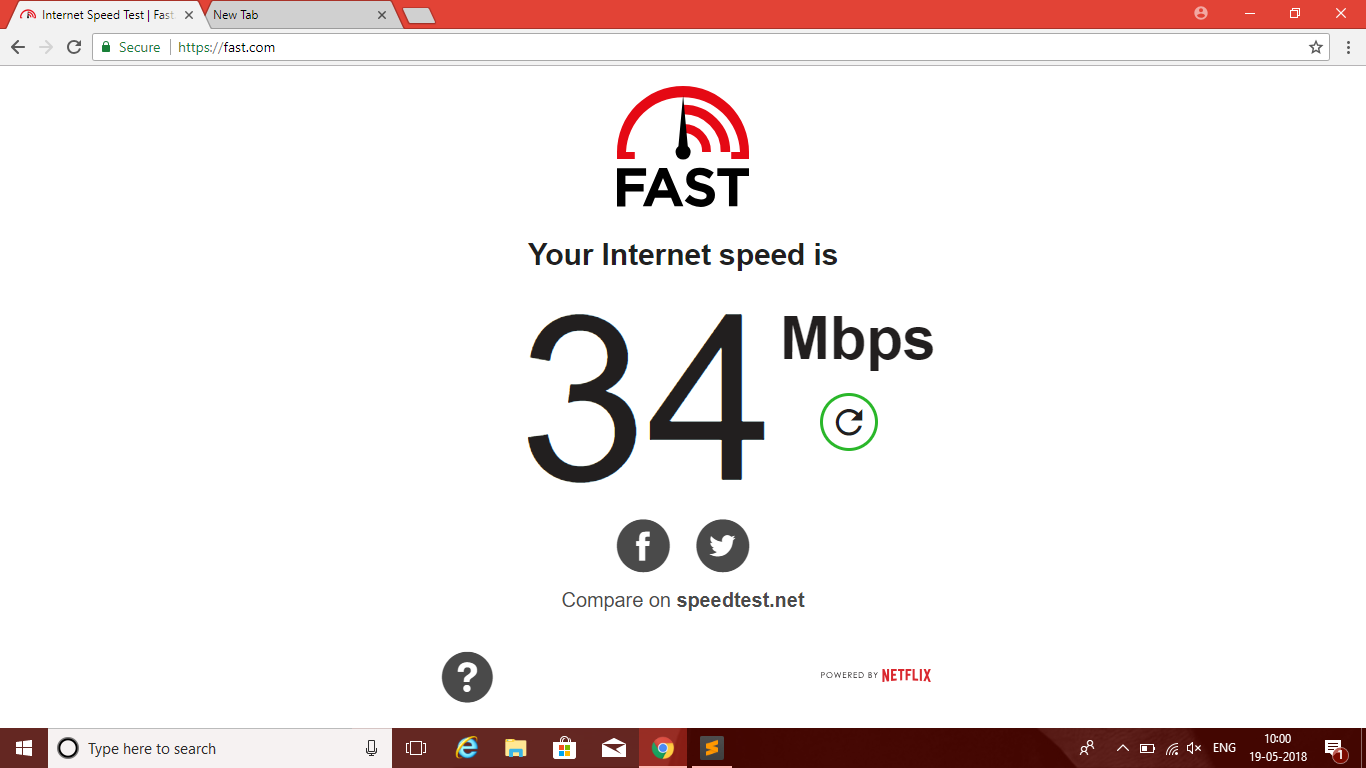 Internet Speed Test | Fast
New Tab
Secure
https://fast.com
FAST
Your Internet speed is
34 Mbps
f
Compare on speedtest.net
?
POWERED BY NETFLIX
Type here to search
ENG
10:00
19-05-2018
1